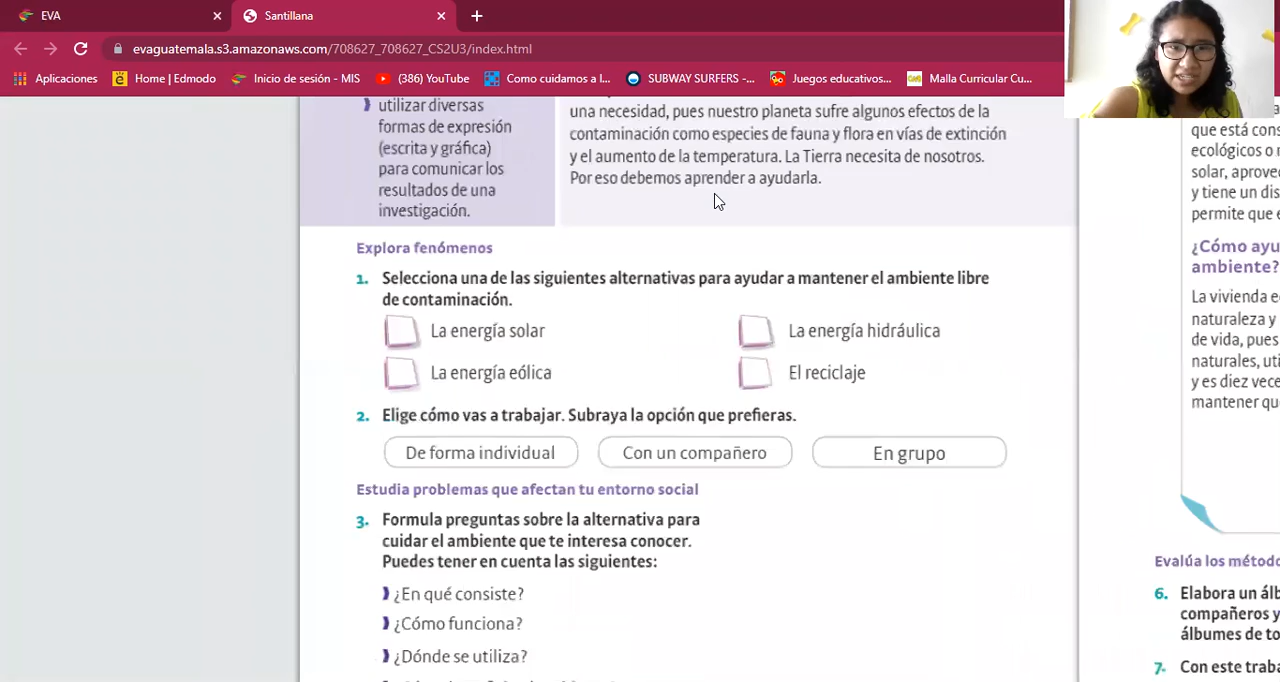 EVA
Santillana
evaguatemala.s3.amazonaws.com/708627_708627_CS2U3/index.html
Aplicaciones
Home | Edmodo
Inicio de sesión - MIS
(386) YouTube
Como cuidamos a l...
SUBWAY SURFERS -...
Juegos educativos...
Malla Curricular Cu...
utilizar diversas
formas de expresión
(escrita y gráfica)
para comunicar los
resultados de una
investigación.
una necesidad, pues nuestro planeta sufre algunos efectos de la
contaminación como especies de fauna y flora en vías de extinción
y el aumento de la temperatura. La Tierra necesita de nosotros.
Por eso debemos aprender a ayudarla.
Explora fenómenos
1. Selecciona una de las siguientes alternativas para ayudar a mantener el ambiente libre
de contaminación.
La energía solar
La energía hidráulica
La energía eólica
El reciclaje
2. Elige cómo vas a trabajar. Subraya la opción que prefieras.
De forma individual
Con un compañero
En grupo
Estudia problemas que afectan tu entorno social
3. Formula preguntas sobre la alternativa para
cuidar el ambiente que te interesa conocer.
Puedes tener en cuenta las siguientes:
¿En qué consiste?
¿Cómo funciona?
¿Dónde se utiliza?
que está cons
ecológicos o
solar, aprove
y tiene un dis
permite que e
¿Cómo ayu
ambiente?
La vivienda e
naturaleza y
de vida, pues
naturales, uti
y es diez vece
mantener que
Evalúa los método
6. Elabora un álb
compañeros y
álbumes de to
7. Con este traba